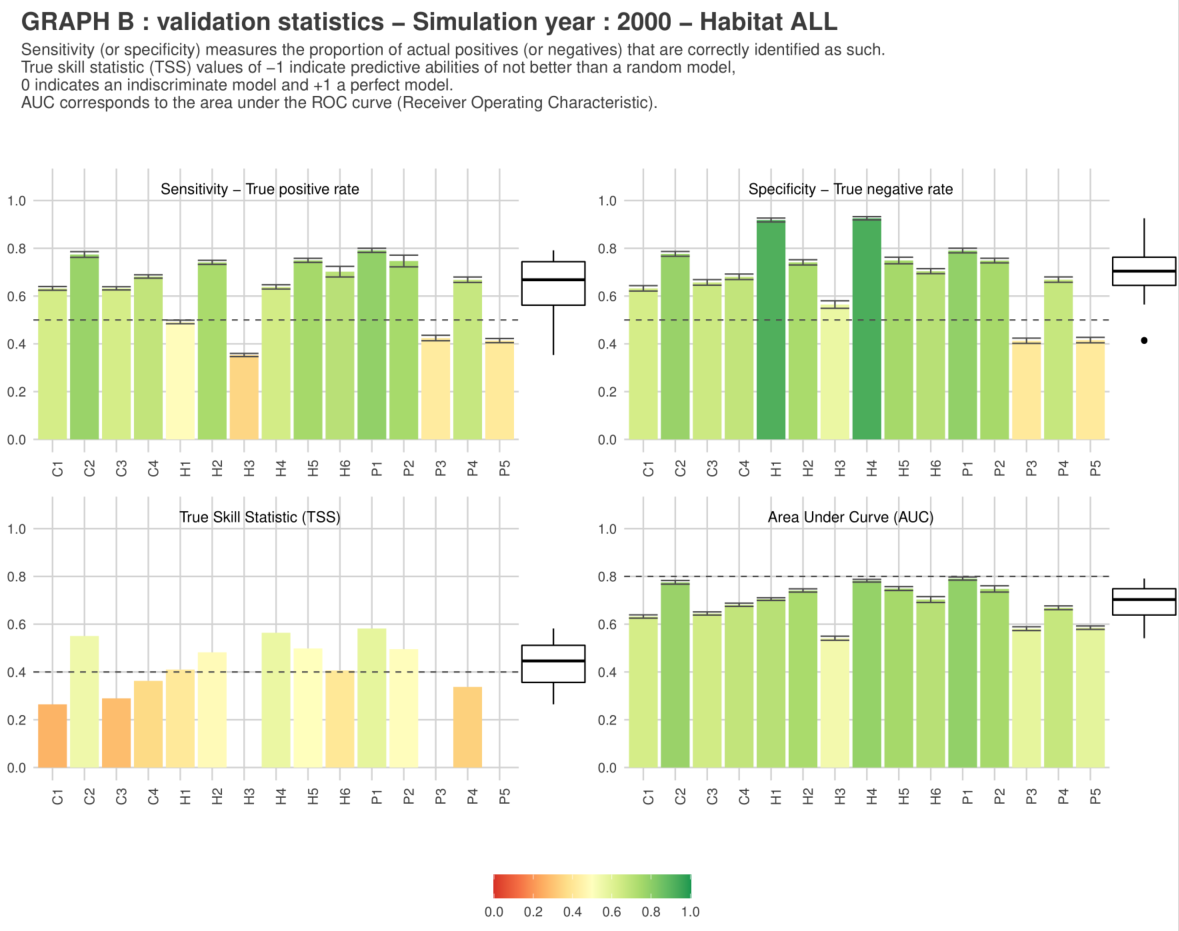 GRAPH B : validation statistics − Simulation year : 2000 − Habitat ALL
Sensitivity (or specificity) measures the proportion of actual positives (or negatives) that are correctly identified as such.
True skill statistic (TSS) values of −1 indicate predictive abilities of not better than a random model,
0 indicates an indiscriminate model and +1 a perfect model.
AUC corresponds to the area under the ROC curve (Receiver Operating Characteristic).
Sensitivity − True positive rate
1.0
0.8
0.6
0.4
0.2
0.0
C1 C2 C3 C4 H1 H2 H3 H4 H5 H6 P1 P2 P3 P4 P5
Specificity − True negative rate
1.0
0.8
0.6
0.4
0.2
0.0
C1 C2 C3 C4 H1 H2 H3 H4 H5 H6 P1 P2 P3 P4 P5
True Skill Statistic (TSS)
1.0
0.8
0.6
0.4
0.2
0.0
C1 C2 C3 C4 H1 H2 H3 H4 H5 H6 P1 P2 P3 P4 P5
Area Under Curve (AUC)
1.0
0.8
0.6
0.4
0.2
0.0
C1 C2 C3 C4 H1 H2 H3 H4 H5 H6 P1 P2 P3 P4 P5
0.0 0.2 0.4 0.6 0.8 1.0